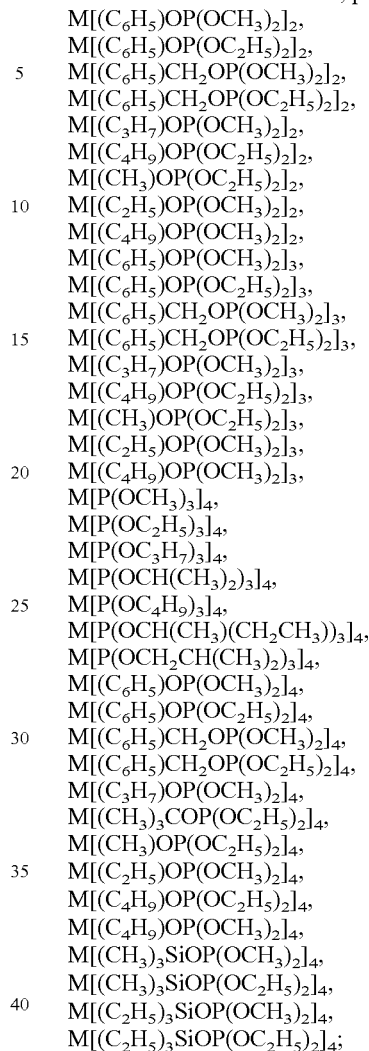 M[(C₆H₅)OP(OCH₃)₂]₂,
M[(C₆H₅)OP(OC₂H₅)₂]₂,
5 M[(C₆H₅)CH₂OP(OCH₃)₂]₂,
M[(C₆H₅)CH₂OP(OC₂H₅)₂]₂,
M[(C₃H₇)OP(OCH₃)₂]₂,
M[(C₄H₉)OP(OC₂H₅)₂]₂,
M[(CH₃)OP(OC₂H₅)₂]₂,
10 M[(C₂H₅)OP(OCH₃)₂]₂,
M[(C₄H₉)OP(OCH₃)₂]₂,
M[(C₆H₅)OP(OCH₃)₂]₃,
M[(C₆H₅)OP(OC₂H₅)₂]₃,
M[(C₆H₅)CH₂OP(OCH₃)₂]₃,
15 M[(C₆H₅)CH₂OP(OC₂H₅)₂]₃,
M[(C₃H₇)OP(OCH₃)₂]₃,
M[(C₄H₉)OP(OC₂H₅)₂]₃,
M[(CH₃)OP(OC₂H₅)₂]₃,
M[(C₂H₅)OP(OCH₃)₂]₃,
20 M[(C₄H₉)OP(OCH₃)₂]₃,
M[P(OCH₃)₃]₄,
M[P(OC₂H₅)₃]₄,
M[P(OC₃H₇)₃]₄,
M[P(OCH(CH₃)₂)₃]₄,
25 M[P(OC₄H₉)₃]₄,
M[P(OCH(CH₃)(CH₂CH₃))₃]₄,
M[P(OCH₂CH(CH₃)₂)₃]₄,
M[(C₆H₅)OP(OCH₃)₂]₄,
M[(C₆H₅)OP(OC₂H₅)₂]₄,
30 M[(C₆H₅)CH₂OP(OCH₃)₂]₄,
M[(C₆H₅)CH₂OP(OC₂H₅)₂]₄,
M[(C₃H₇)OP(OCH₃)₂]₄,
M[(CH₃)₃COP(OC₂H₅)₂]₄,
M[(CH₃)OP(OC₂H₅)₂]₄,
35 M[(C₂H₅)OP(OCH₃)₂]₄,
M[(C₄H₉)OP(OC₂H₅)₂]₄,
M[(C₄H₉)OP(OCH₃)₂]₄,
M[(CH₃)₃SiOP(OCH₃)₂]₄,
M[(CH₃)₃SiOP(OC₂H₅)₂]₄,
40 M[(C₂H₅)₃SiOP(OCH₃)₂]₄,
M[(C₂H₅)₃SiOP(OC₂H₅)₂]₄;